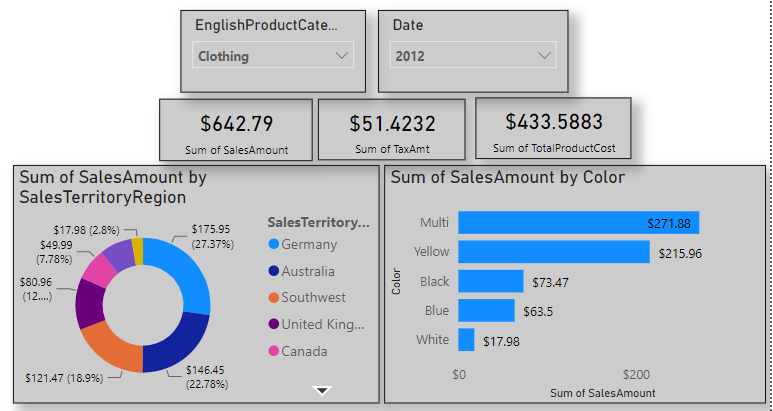 EnglishProductCate...
Clothing
Date
2012
$642.79
Sum of SalesAmount
$51.4232
Sum of TaxAmt
$433.5883
Sum of TotalProductCost
Sum of SalesAmount by
SalesTerritoryRegion
$17.98 (2.8%)
$49.99
(7.78%)
$80.96
(12....)
$121.47 (18.9%)
$175.95
(27.37%)
$146.45
(22.78%)
SalesTerritory...
Germany
Australia
Southwest
United King...
Canada
Sum of SalesAmount by Color
Color
Multi
$271.88
Yellow
$215.96
Black
$73.47
Blue
$63.5
White
$17.98
$0
$200
Sum of SalesAmount